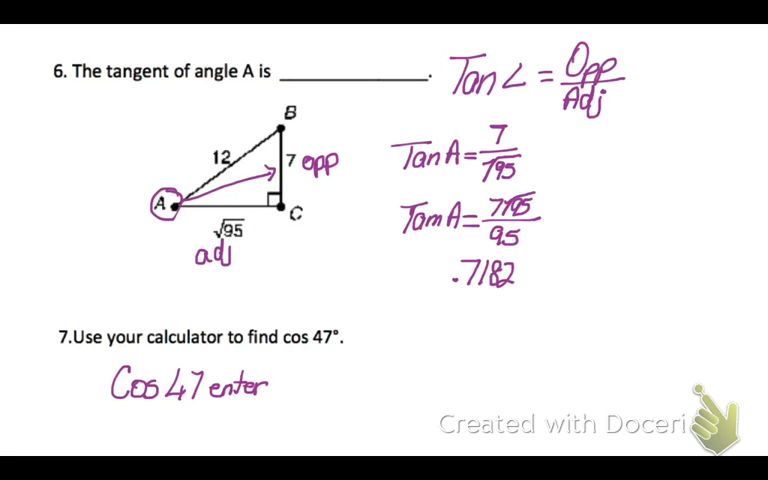 6. The tangent of angle A is ______________.
Tan∠ = Opp/Adj
B
12
7 opp
A
C
√95
adj
Tan A = 7/√95
Tan A = 7√95/95
.7182
7.Use your calculator to find cos 47°.
Cos 47 enter
Created with Doceri